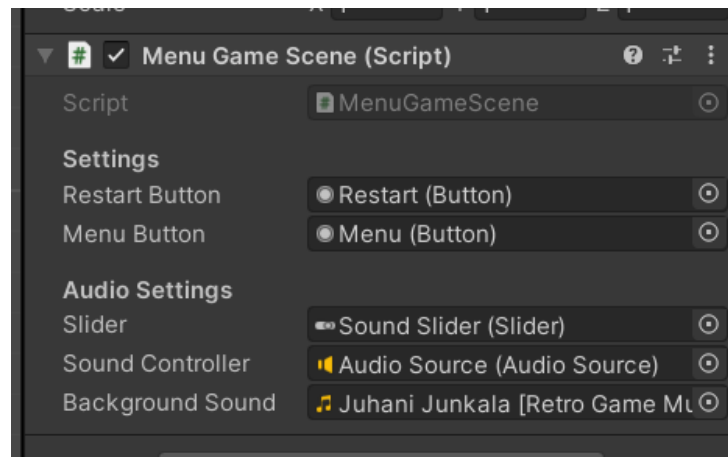 Menu Game Scene (Script)
Script MenuGameScene
Settings
Restart Button Restart (Button)
Menu Button Menu (Button)
Audio Settings
Slider Sound Slider (Slider)
Sound Controller Audio Source (Audio Source)
Background Sound Juhani Junkala [Retro Game Mu